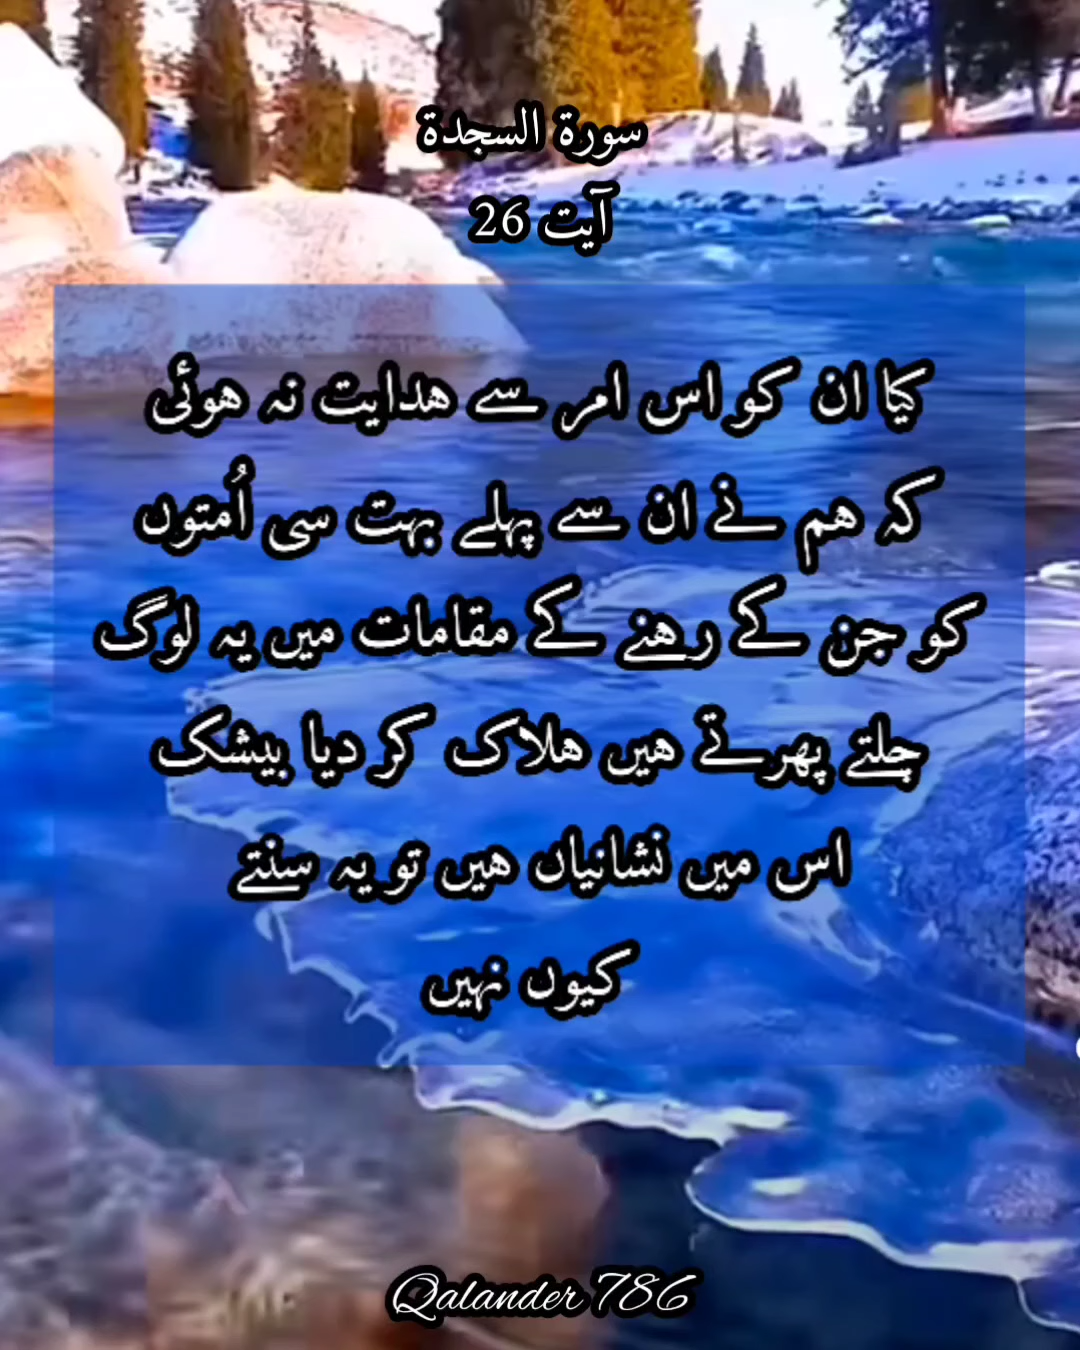 سورة السجدة
آیت 26
کیا ان کو اس امر سے ھدایت نہ ھوئی
کہ ھم نے ان سے پہلے بہت سی اُمتوں
کو جن کے رھنے کے مقامات میں یہ لوگ
چلتے پھرتے ھیں ھلاک کر دیا بیشک
اس میں نشانیاں ھیں تو یہ سنتے
کیوں نہیں
Qalander 786